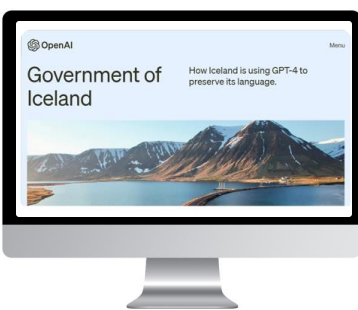 OpenAI
Menu
Government of
Iceland
How Iceland is using GPT-4 to
preserve its language.